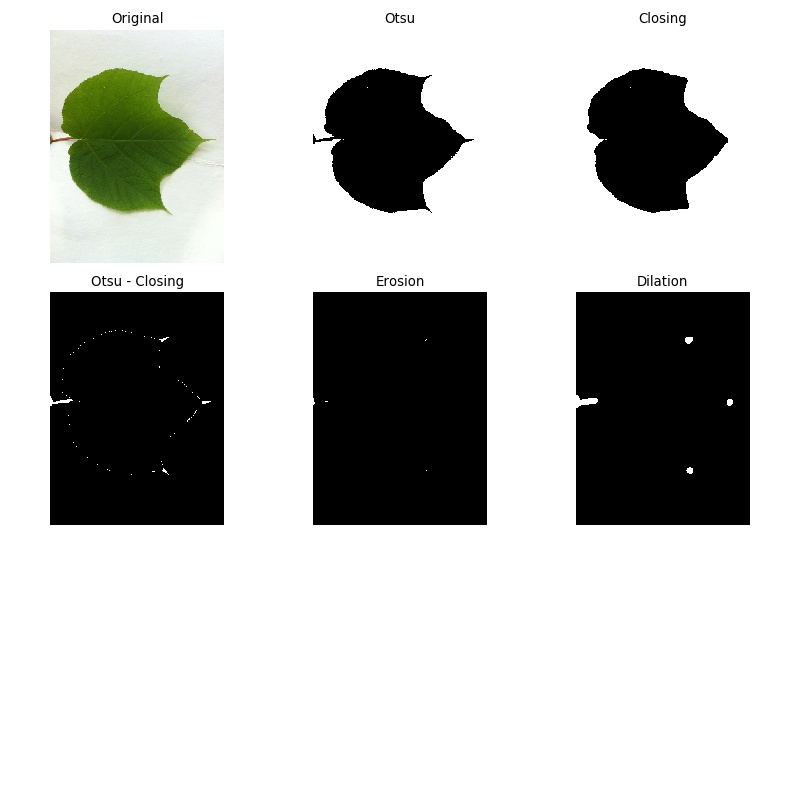 Original
Otsu
Closing
Otsu - Closing
Erosion
Dilation